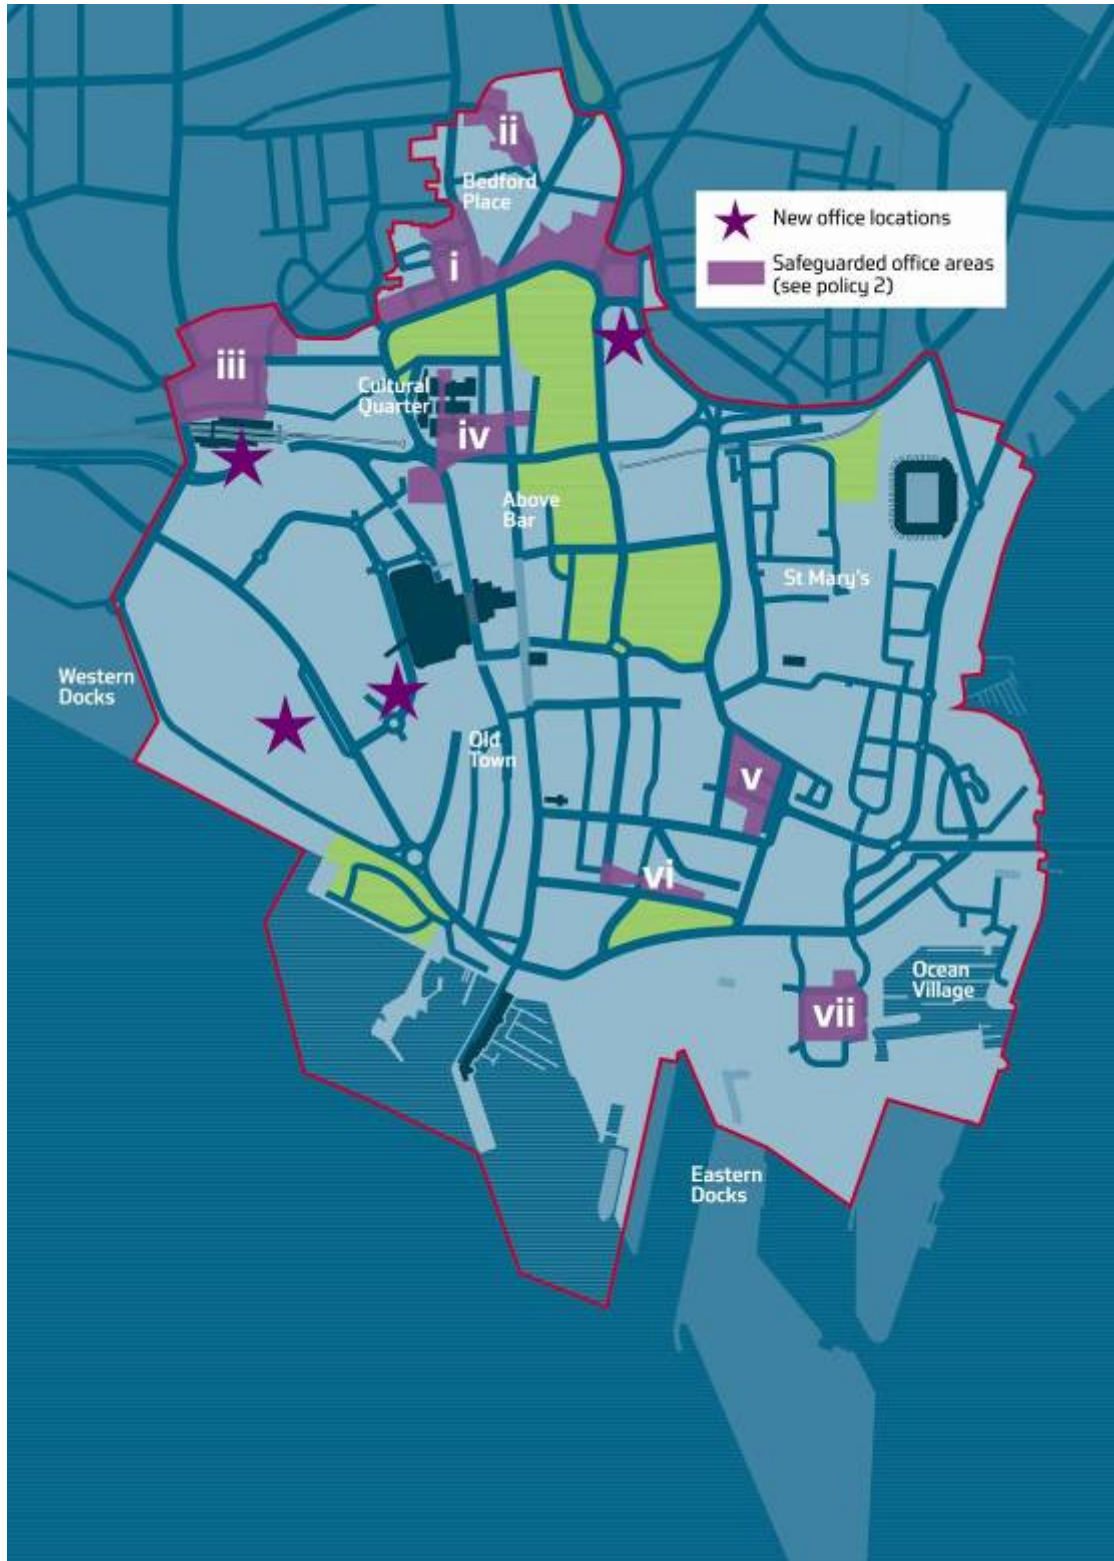 ii
Bedford
Place
New office locations
Safeguarded office areas
(see policy 2)
i
iii
Cultural
Quarter
iv
Above
Bar
St Mary's
Western
Docks
Old
Town
v
vi
Ocean
Village
vii
Eastern
Docks